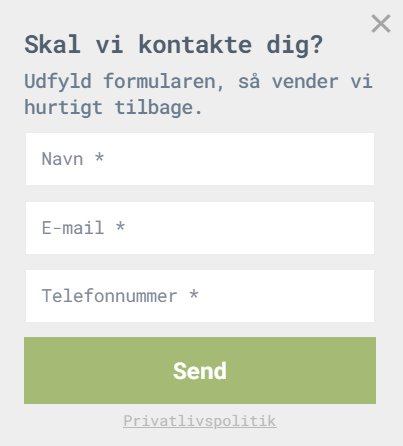 Skal vi kontakte dig?
Udfyld formularen, så vender vi
hurtigt tilbage.
Navn *
E-mail *
Telefonnummer *
Send
Privatlivspolitik